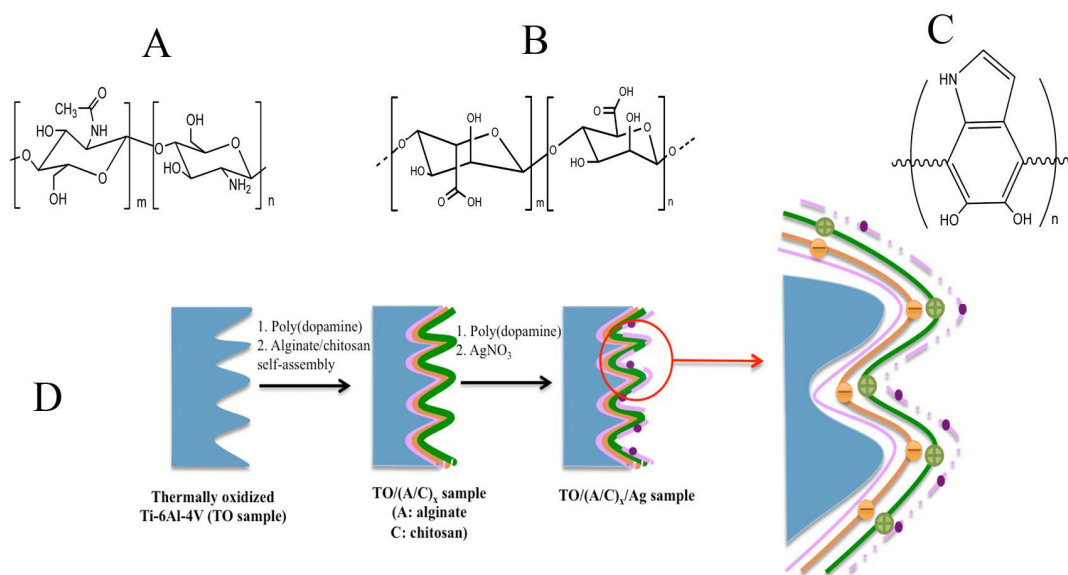 A
B
C
CH₃
O
NH
HO
O
O
OH
m
OH
O
O
HO
NH₂
n
O
HO
OH
O
O
OH
m
O
OH
OH
O
HO
O
n
HN
HO
OH
n
D
1. Poly(dopamine)
2. Alginate/chitosan
self-assembly
1. Poly(dopamine)
2. AgNO₃
Thermally oxidized
Ti-6Al-4V (TO sample)
TO/(A/C)ₓ sample
(A: alginate
C: chitosan)
TO/(A/C)ₓ/Ag sample